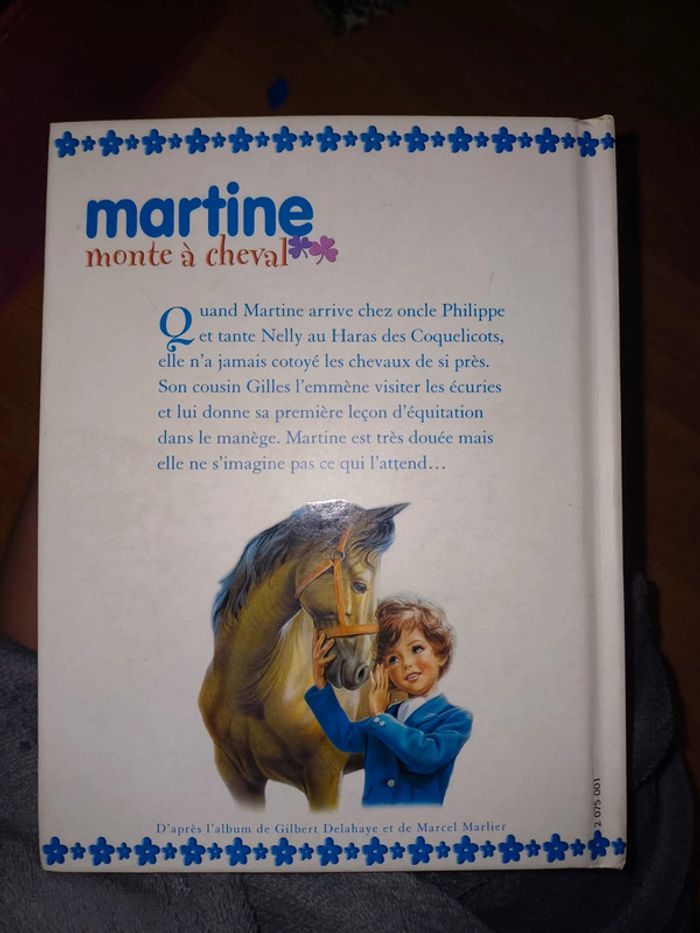 martine
monte à cheval
Quand Martine arrive chez oncle Philippe
et tante Nelly au Haras des Coquelicots,
elle n'a jamais cotoyé les chevaux de si près.
Son cousin Gilles l'emmène visiter les écuries
et lui donne sa première leçon d'équitation
dans le manège. Martine est très douée mais
elle ne s'imagine pas ce qui l'attend...
D'après l'album de Gilbert Delahaye et de Marcel Marlier
2 075 001